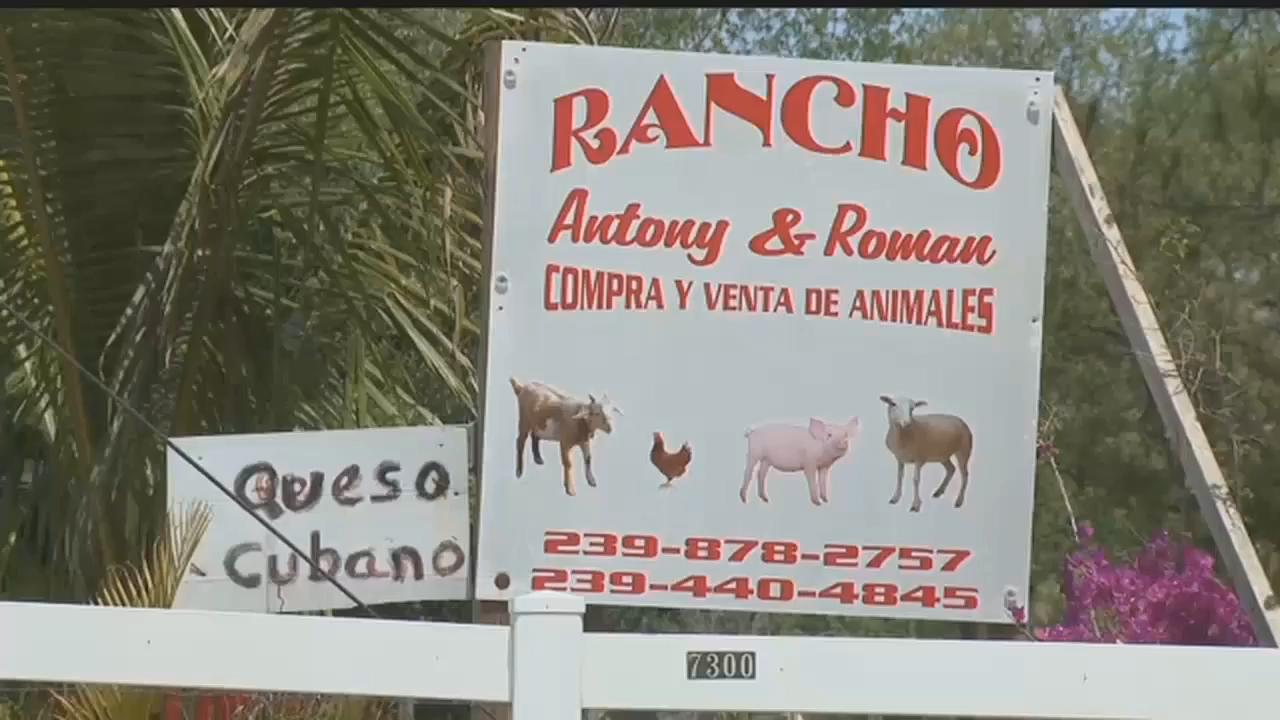 RANCHO
Antony & Roman
COMPRA Y VENTA DE ANIMALES
239-878-2757
239-440-4845
Queso
Cubano
7300